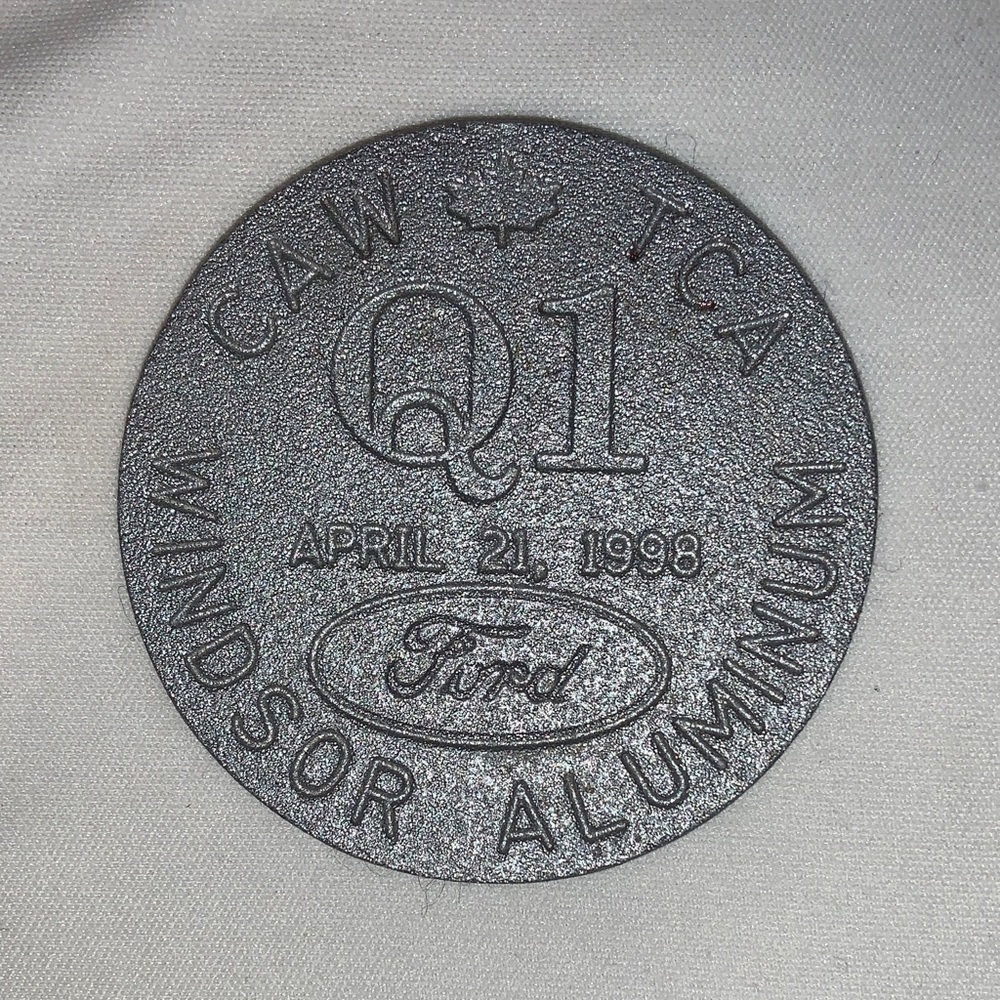 CAW TCA
Q1
APRIL 21, 1998
Ford
WINDSOR ALUMINUM